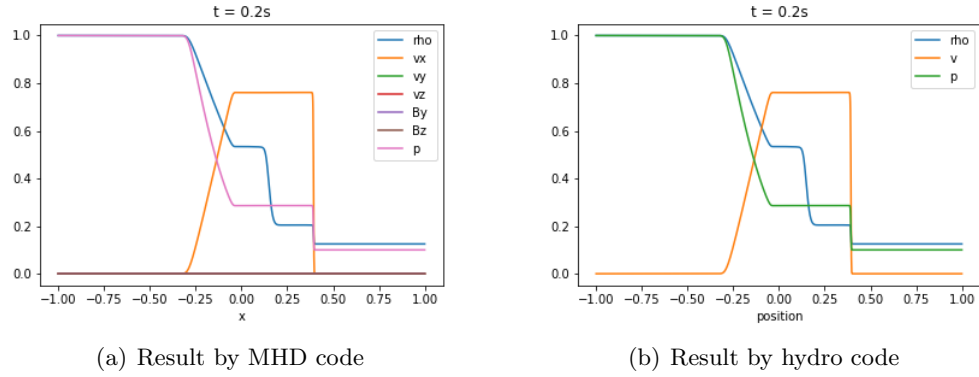 t = 0.2s
1.0
0.8
0.6
0.4
0.2
0.0
rho
vx
vy
vz
By
Bz
p
−1.00 −0.75 −0.50 −0.25 0.00 0.25 0.50 0.75 1.00
x
(a) Result by MHD code
t = 0.2s
1.0
0.8
0.6
0.4
0.2
0.0
rho
v
p
−1.00 −0.75 −0.50 −0.25 0.00 0.25 0.50 0.75 1.00
position
(b) Result by hydro code